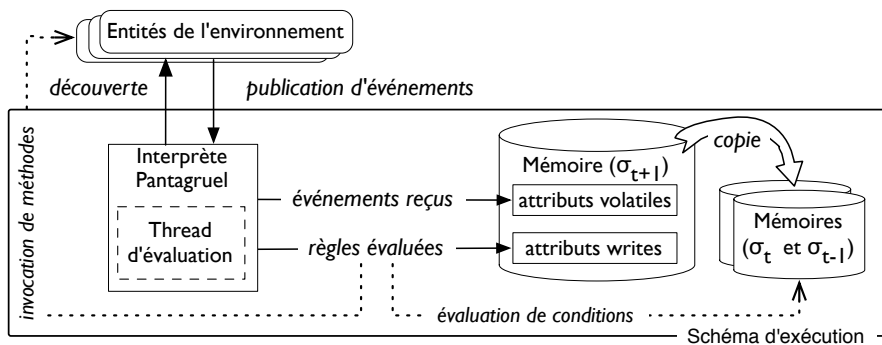 Entités de l'environnement
découverte
publication d'événements
invocation de méthodes
Interprète
Pantagruel
Thread
d'évaluation
événements reçus
règles évaluées
Mémoire (σt+1)
attributs volatiles
attributs writes
copie
Mémoires
(σt et σt-1)
évaluation de conditions
Schéma d'exécution